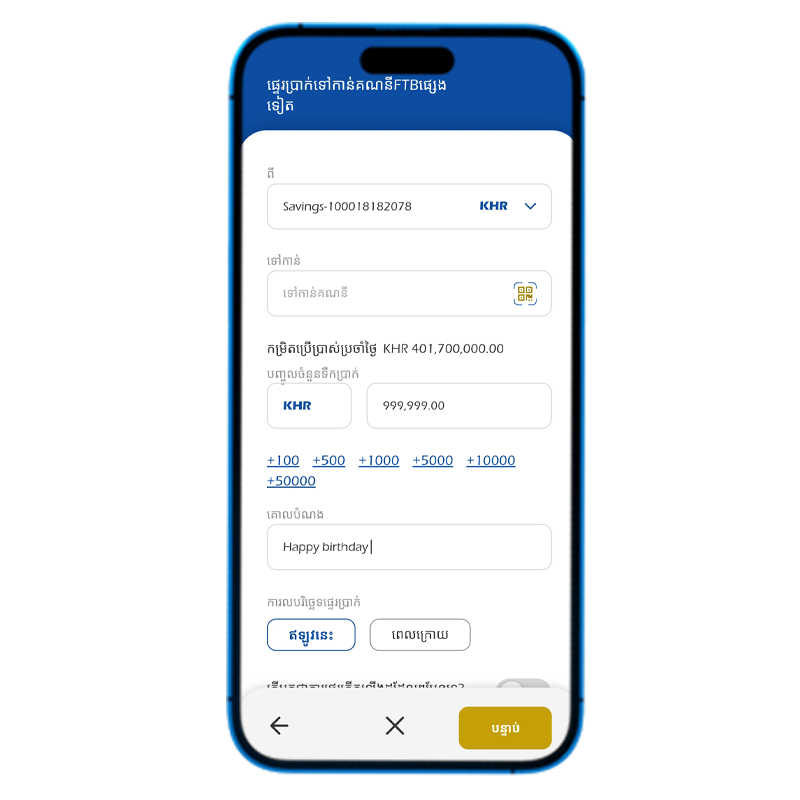 ផ្ទេរប្រាក់ទៅកាន់គណនីFTBផ្សេង
ទៀត
ពី
Savings-100018182078 KHR
ទៅកាន់
ទៅកាន់គណនី
កម្រិតប្រើប្រាស់ប្រចាំថ្ងៃ KHR 401,700,000.00
បញ្ចូលចំនួនទឹកប្រាក់
KHR 999,999.00
+100 +500 +1000 +5000 +10000
+50000
គោលបំណង
Happy birthday
ការលបរិច្ឆេទផ្ទេរប្រាក់
ឥឡូវនេះ ពេលក្រោយ
បន្ទាប់